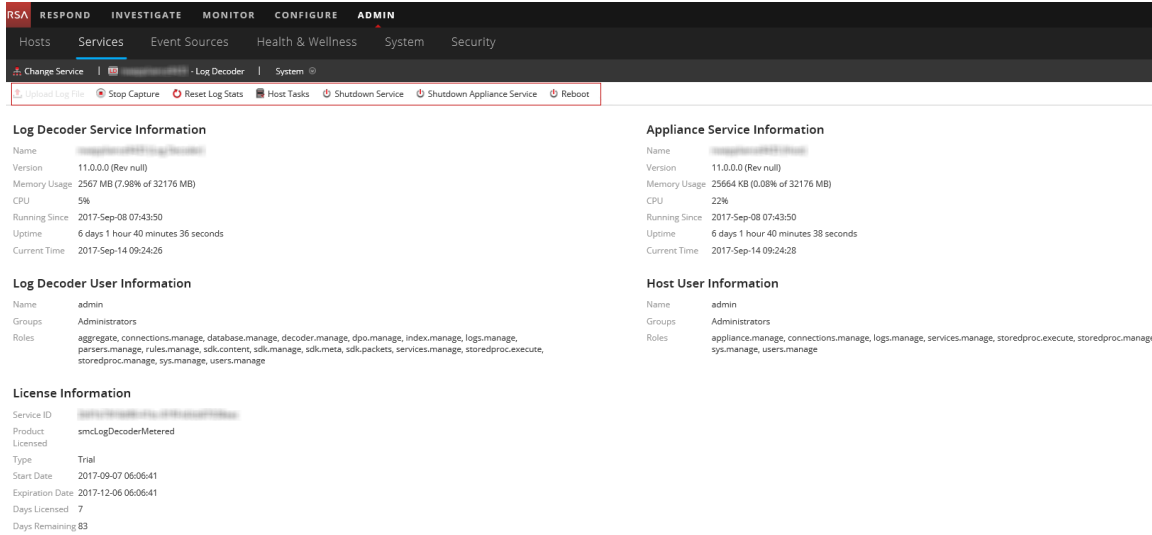 RSA RESPOND INVESTIGATE MONITOR CONFIGURE ADMIN
Hosts Services Event Sources Health & Wellness System Security
Change Service | - Log Decoder | System
Upload Log File Stop Capture Reset Log Stats Host Tasks Shutdown Service Shutdown Appliance Service Reboot
Log Decoder Service Information
Name
Version 11.0.0.0 (Rev null)
Memory Usage 2567 MB (7.98% of 32176 MB)
CPU 5%
Running Since 2017-Sep-08 07:43:50
Uptime 6 days 1 hour 40 minutes 36 seconds
Current Time 2017-Sep-14 09:24:26
Appliance Service Information
Name
Version 11.0.0.0 (Rev null)
Memory Usage 25664 KB (0.08% of 32176 MB)
CPU 22%
Running Since 2017-Sep-08 07:43:50
Uptime 6 days 1 hour 40 minutes 38 seconds
Current Time 2017-Sep-14 09:24:28
Log Decoder User Information
Name admin
Groups Administrators
Roles aggregate, connections.manage, database.manage, decoder.manage, dpo.manage, index.manage, logs.manage,
parsers.manage, rules.manage, sdk.content, sdk.manage, sdk.meta, sdk.packets, services.manage, storedproc.execute,
storedproc.manage, sys.manage, users.manage
Host User Information
Name admin
Groups Administrators
Roles appliance.manage, connections.manage, logs.manage, services.manage, storedproc.execute, storedproc.manage
sys.manage, users.manage
License Information
Service ID
Product smcLogDecoderMetered
Licensed
Type Trial
Start Date 2017-09-07 06:06:41
Expiration Date 2017-12-06 06:06:41
Days Licensed 7
Days Remaining 83